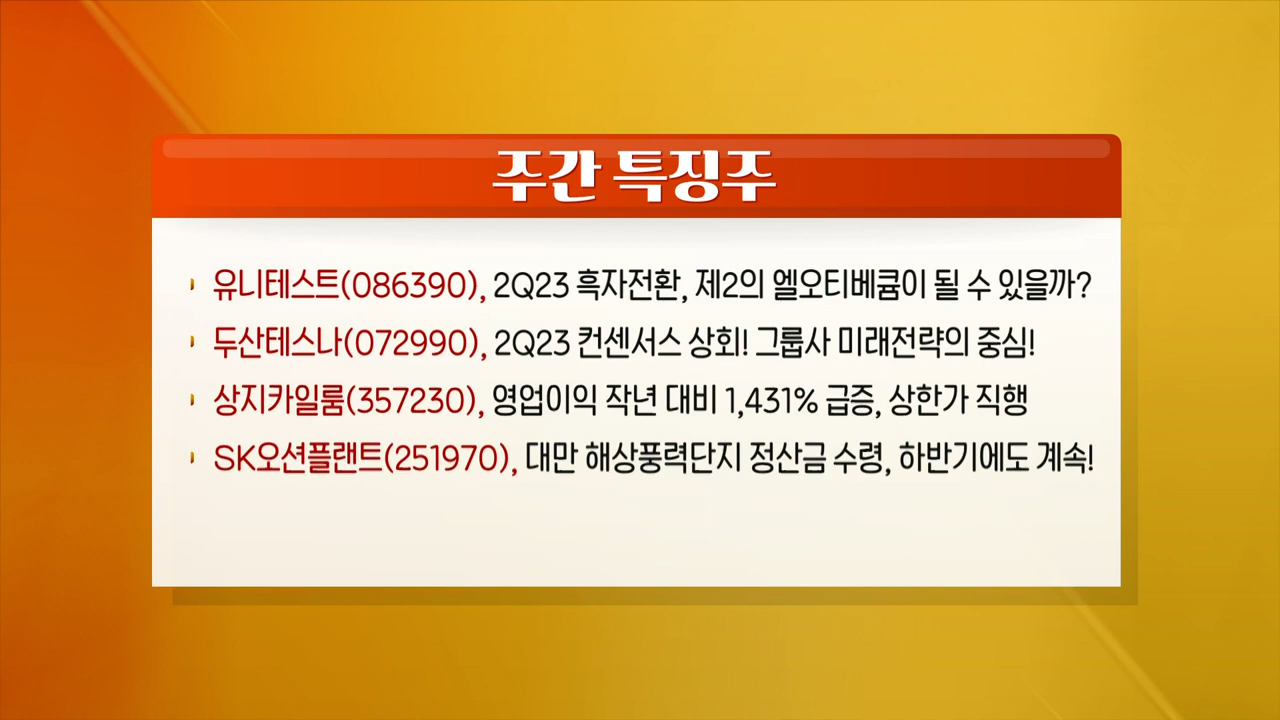 주간 특징주
유니테스트(086390), 2Q23 흑자전환, 제2의 엘오티베큠이 될 수 있을까?
두산테스나(072990), 2Q23 컨센서스 상회! 그룹사 미래전략의 중심!
상지카일룸(357230), 영업이익 작년 대비 1,431% 급증, 상한가 직행
SK오션플랜트(251970), 대만 해상풍력단지 정산금 수령, 하반기에도 계속!